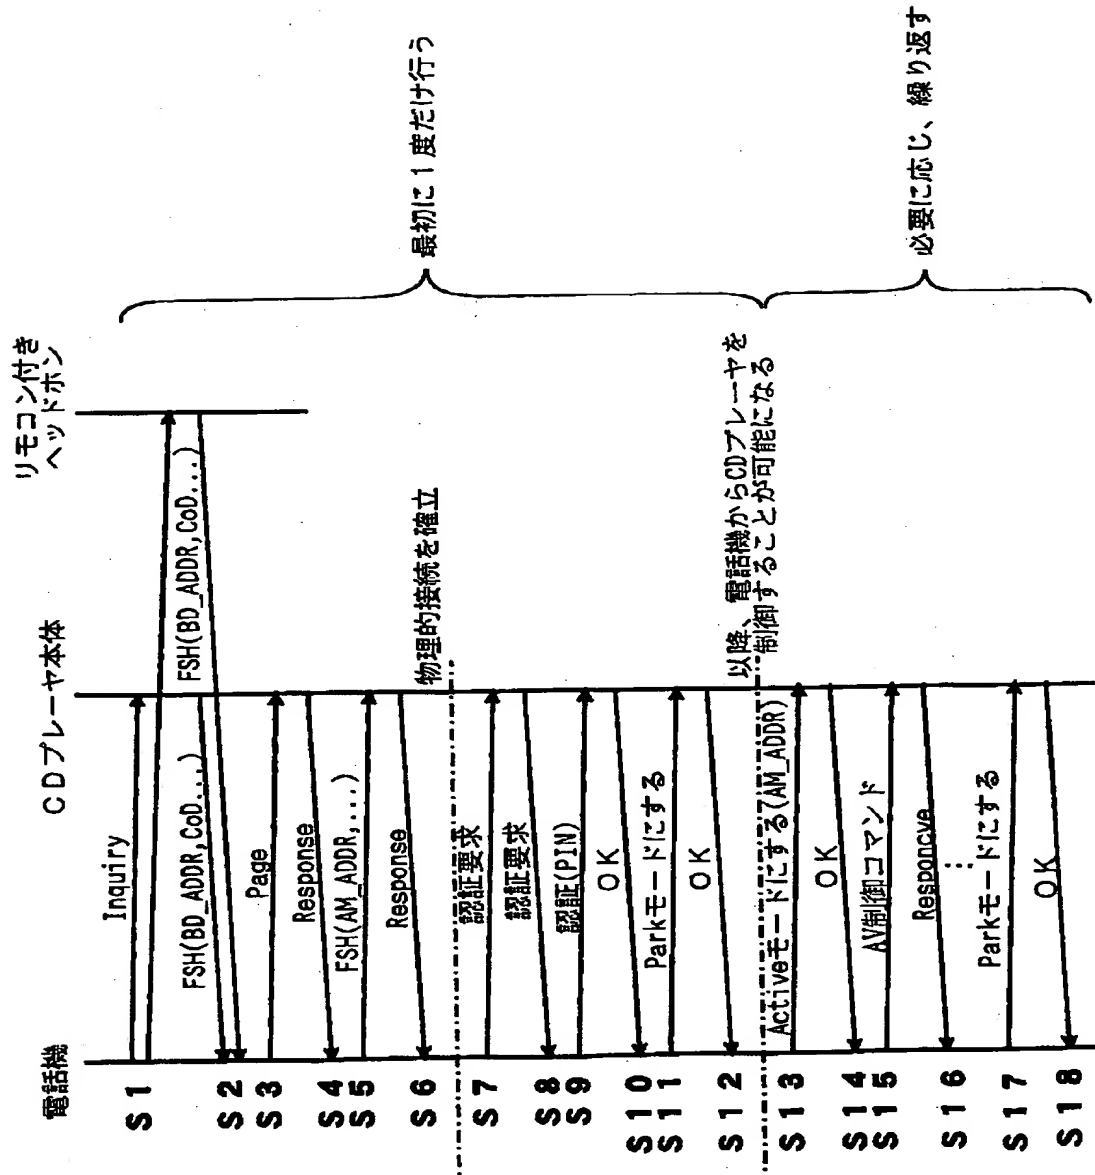 リモコン付き
ヘッドホン
CDプレーヤ本体
電話機
S1
Inquiry
FSH(BD_ADDR,CoD...)
FSH(BD_ADDR,CoD...)
S2
S3
Page
S4
Response
S5
FSH(AM_ADDR,...)
S6
Response
物理的接続を確立
S7
認証要求
S8
認証要求
S9
認証(PIN)
S10
OK
S11
Parkモードにする
S12
OK
最初に1度だけ行う
以降、電話機からCDプレーヤを
制御することが可能になる
S13
Activeモードにする(AM_ADDR)
S14
OK
S15
AV制御コマンド
S16
Responcve
S17
Parkモードにする
S18
OK
必要に応じ、繰り返す